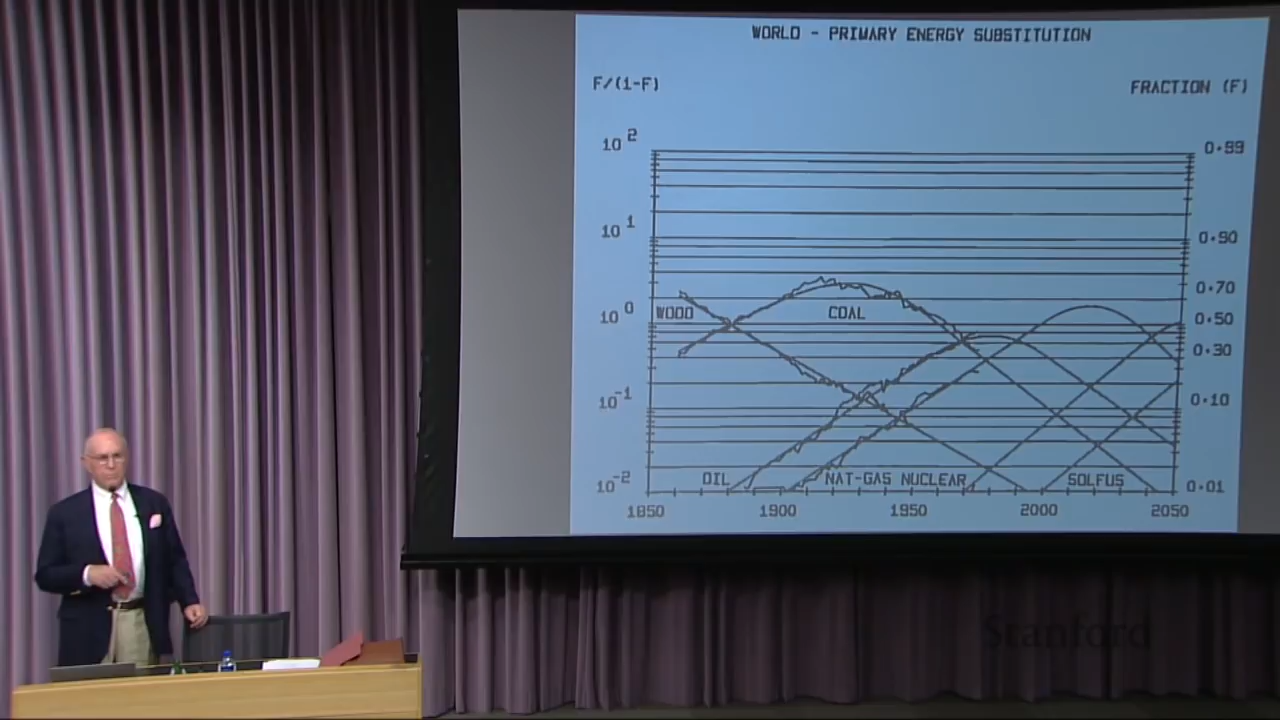 WORLD - PRIMARY ENERGY SUBSTITUTION
F/(1-F)
FRACTION (F)
10 2
0.99
10 1
0.90
0.70
10 0
WOOD
COAL
0.50
0.30
10 -1
0.10
10 -2
OIL
NAT-GAS NUCLEAR
SOLFUS
0.01
1850
1900
1950
2000
2050
Stanford